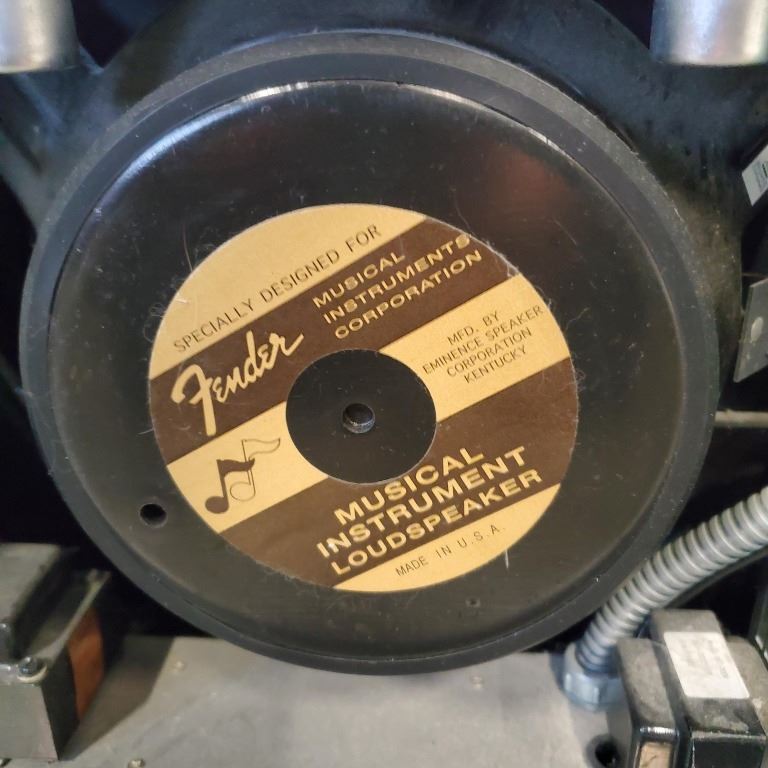 SPECIALLY DESIGNED FOR
Fender
MUSICAL
INSTRUMENTS
CORPORATION
MFD. BY
EMINENCE SPEAKER
CORPORATION
KENTUCKY
MUSICAL
INSTRUMENT
LOUDSPEAKER
MADE IN U.S.A.